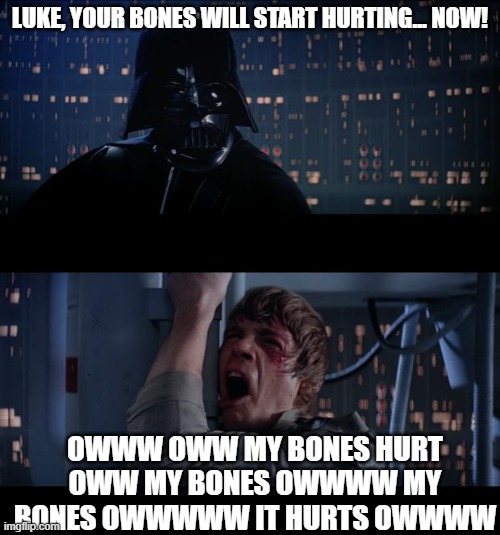 LUKE, YOUR BONES WILL START HURTING... NOW!
OWWW OWW MY BONES HURT
OWW MY BONES OWWWW MY
BONES OWWWWW IT HURTS OWWWW
imgflip.com